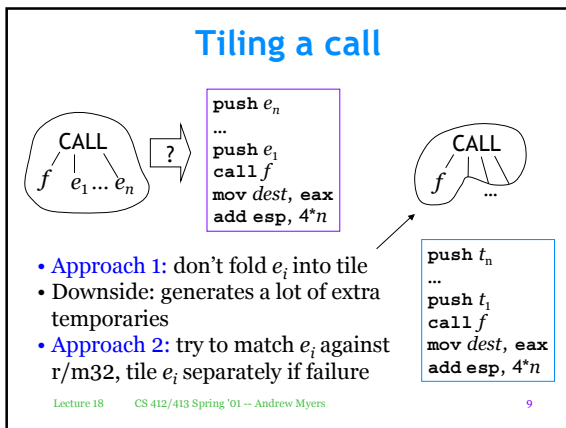 Tiling a call
CALL
f e₁ ... eₙ
?
push eₙ
...
push e₁
call f
mov dest, eax
add esp, 4*n
CALL
f
...
• Approach 1: don't fold eᵢ into tile
• Downside: generates a lot of extra
temporaries
• Approach 2: try to match eᵢ against
r/m32, tile eᵢ separately if failure
push tₙ
...
push t₁
call f
mov dest, eax
add esp, 4*n
Lecture 18 CS 412/413 Spring '01 -- Andrew Myers 9